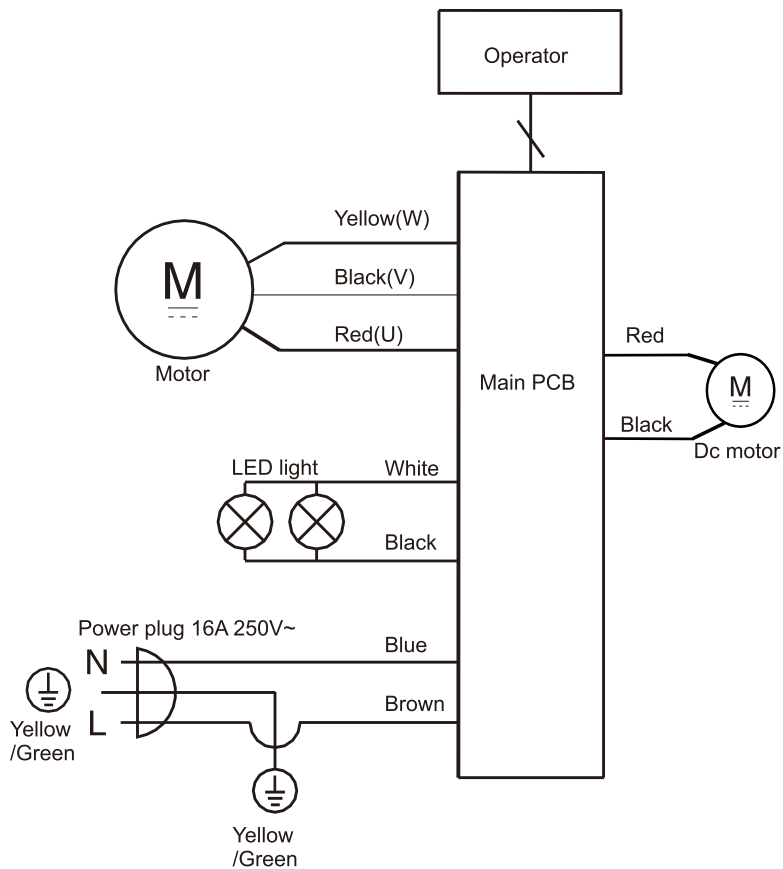 Operator
Yellow(W)
M
Black(V)
Red(U)
Motor
Main PCB
Red
M
Black
Dc motor
LED light
White
Black
Power plug 16A 250V~
N
Blue
Yellow
/Green
L
Brown
Yellow
/Green